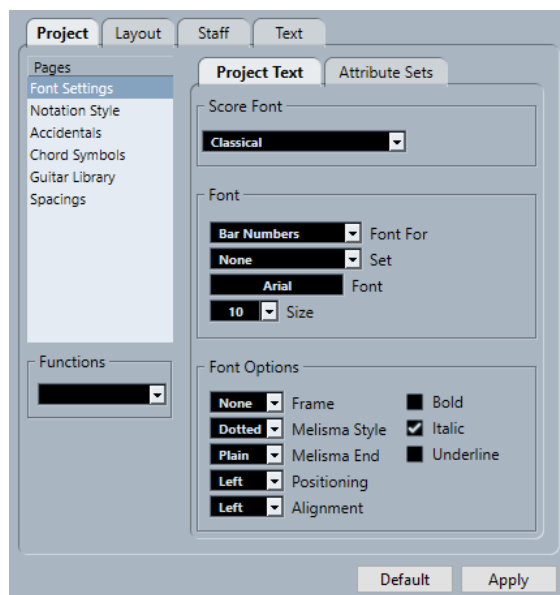 Project Layout Staff Text
Pages
Font Settings
Notation Style
Accidentals
Chord Symbols
Guitar Library
Spacings
Functions
Project Text Attribute Sets
Score Font
Classical
Font
Bar Numbers Font For
None Set
Arial Font
10 Size
Font Options
None Frame Bold
Dotted Melisma Style Italic
Plain Melisma End Underline
Left Positioning
Left Alignment
Default Apply